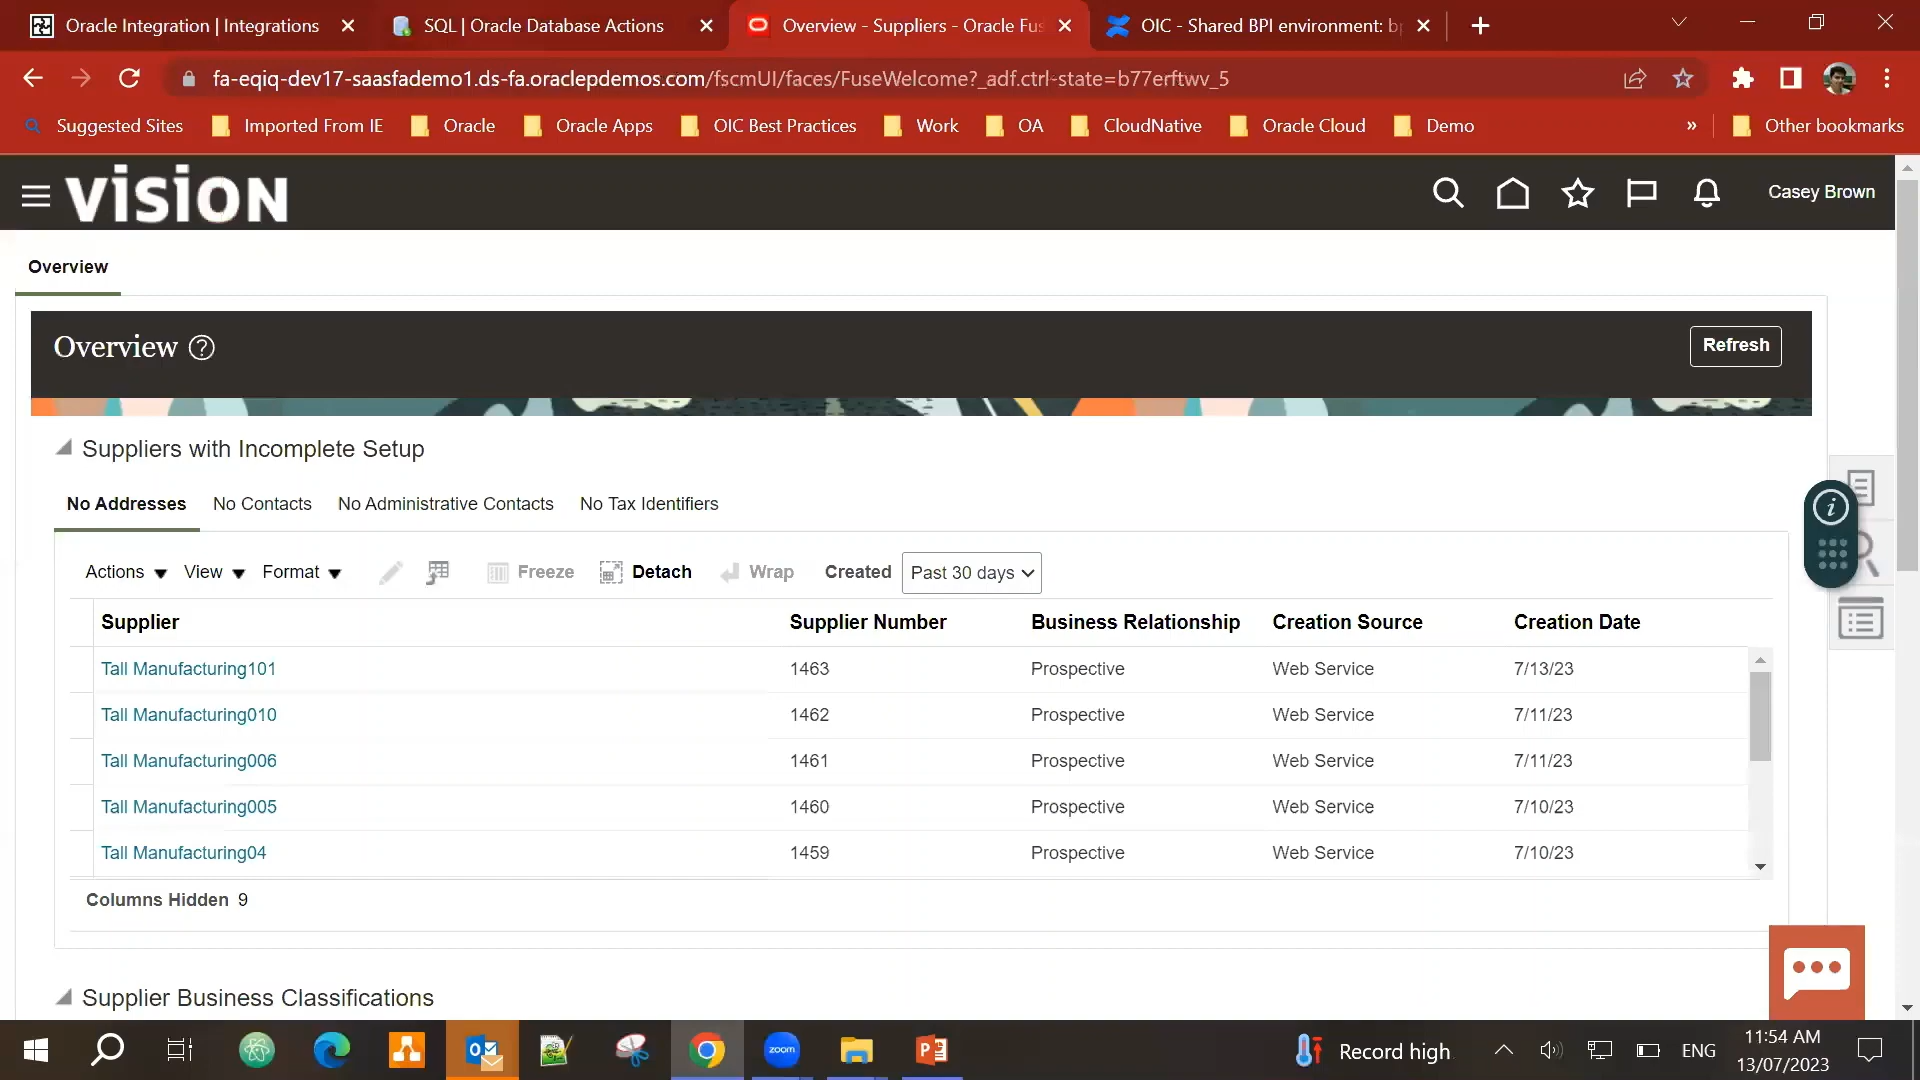 Oracle Integration | Integrations
SQL | Oracle Database Actions
Overview - Suppliers - Oracle Fus
OIC - Shared BPI environment: bp
fa-eqiq-dev17-saasfademo1.ds-fa.oraclepdemos.com/fscmUI/faces/FuseWelcome?_adf.ctrl-state=b77erftwv_5
Suggested Sites Imported From IE Oracle Oracle Apps OIC Best Practices Work OA CloudNative Oracle Cloud Demo » Other bookmarks
VISION
Casey Brown
Overview
Overview ?
Refresh
Suppliers with Incomplete Setup
No Addresses No Contacts No Administrative Contacts No Tax Identifiers
Actions View Format Freeze Detach Wrap Created Past 30 days
Supplier Supplier Number Business Relationship Creation Source Creation Date
Tall Manufacturing101 1463 Prospective Web Service 7/13/23
Tall Manufacturing010 1462 Prospective Web Service 7/11/23
Tall Manufacturing006 1461 Prospective Web Service 7/11/23
Tall Manufacturing005 1460 Prospective Web Service 7/10/23
Tall Manufacturing04 1459 Prospective Web Service 7/10/23
Columns Hidden 9
Supplier Business Classifications
zoom
Record high
ENG
11:54 AM
13/07/2023